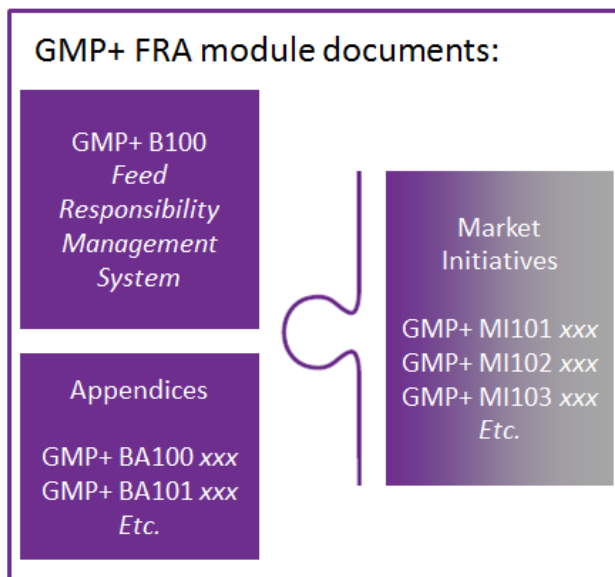 GMP+ FRA module documents:
GMP+ B100
Feed
Responsibility
Management
System
Appendices
GMP+ BA100 xxx
GMP+ BA101 xxx
Etc.
Market
Initiatives
GMP+ MI101 xxx
GMP+ MI102 xxx
GMP+ MI103 xxx
Etc.